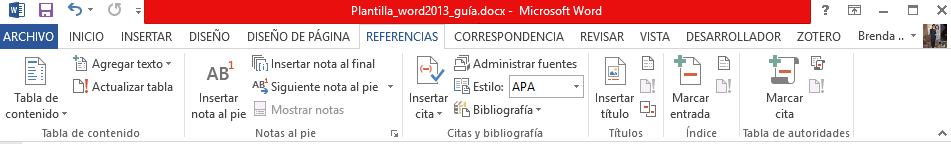 Plantilla_word2013_guía.docx - Microsoft Word
ARCHIVO INICIO INSERTAR DISEÑO DISEÑO DE PÁGINA REFERENCIAS CORRESPONDENCIA REVISAR VISTA DESARROLLADOR ZOTERO Brenda ..
Tabla de contenido
Agregar texto
Actualizar tabla
Tabla de contenido
AB1
Insertar nota al pie
Insertar nota al final
Siguiente nota al pie
Mostrar notas
Notas al pie
Insertar cita
Administrar fuentes
Estilo: APA
Bibliografía
Citas y bibliografía
Insertar título
Títulos
Marcar entrada
Índice
Marcar cita
Tabla de autoridades